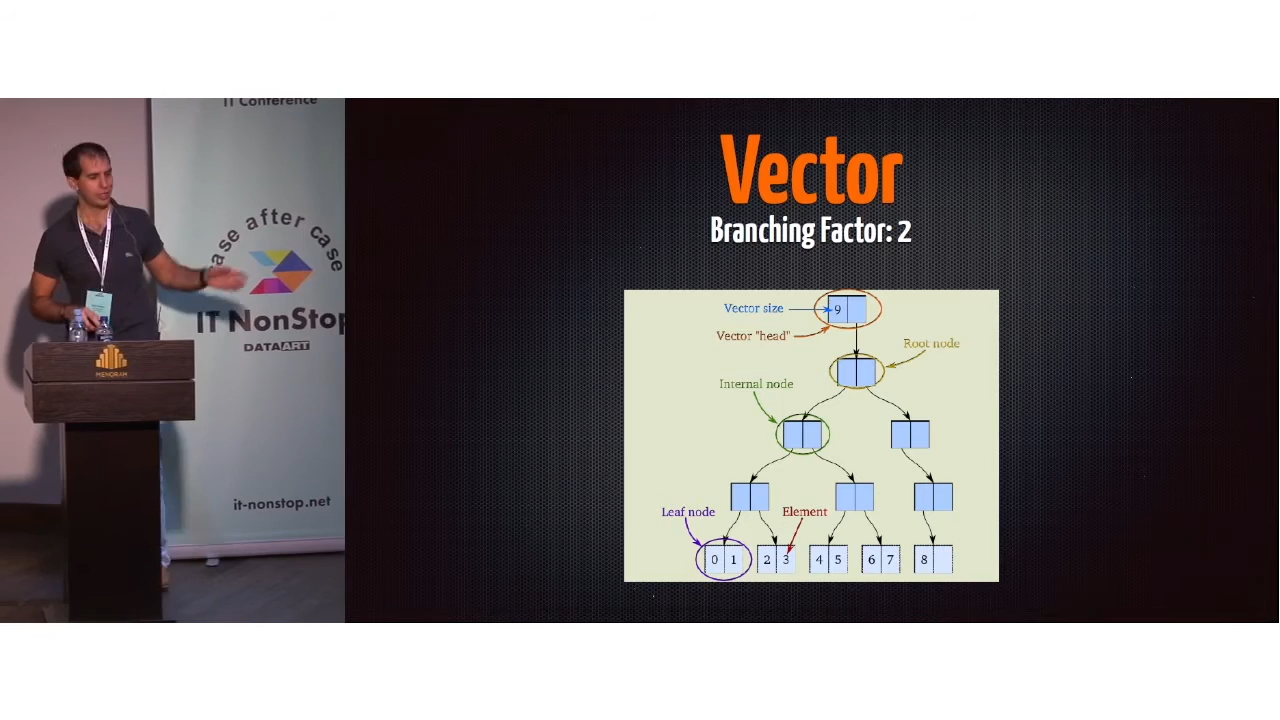 IT Conference
case after case
IT NonStop
DATAART
it-nonstop.net
MENORAH
Vector
Branching Factor: 2
Vector size
9
Vector "head"
Root node
Internal node
Leaf node
Element
0 1 2 3 4 5 6 7 8